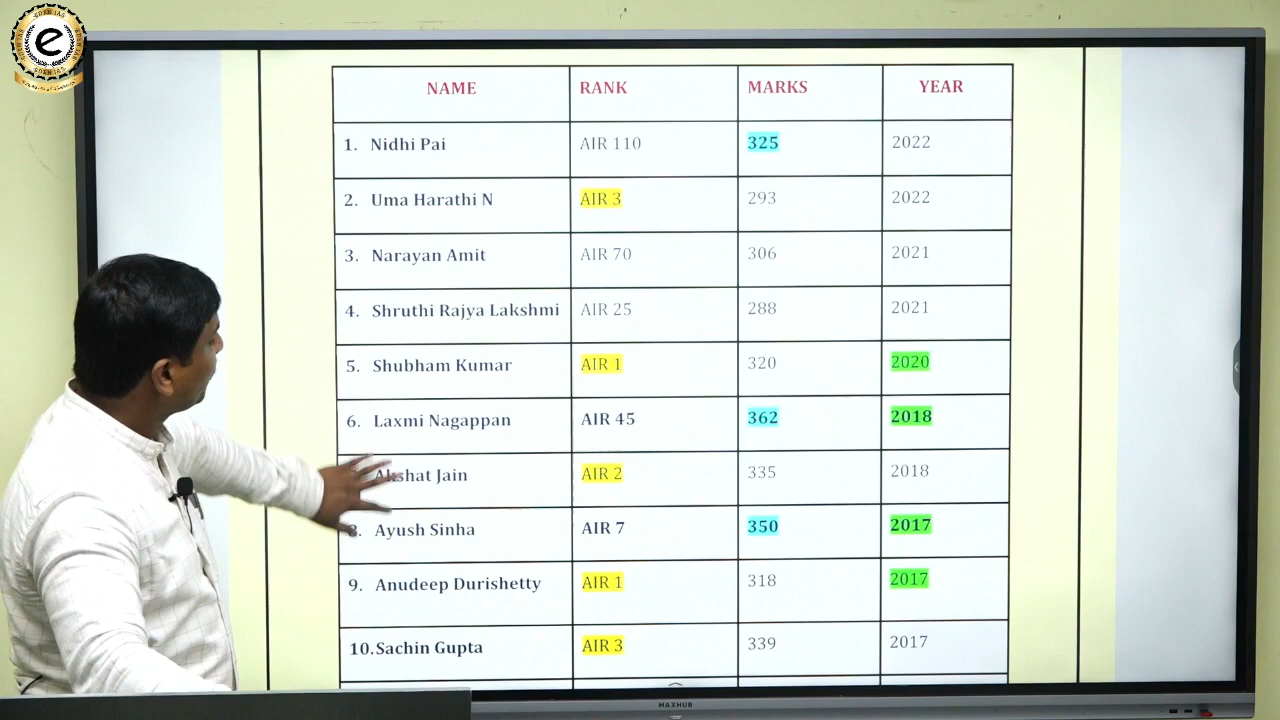 e
NAME RANK MARKS YEAR
1. Nidhi Pai AIR 110 325 2022
2. Uma Harathi N AIR 3 293 2022
3. Narayan Amit AIR 70 306 2021
4. Shruthi Rajya Lakshmi AIR 25 288 2021
5. Shubham Kumar AIR 1 320 2020
6. Laxmi Nagappan AIR 45 362 2018
Akshat Jain AIR 2 335 2018
8. Ayush Sinha AIR 7 350 2017
9. Anudeep Durishetty AIR 1 318 2017
10. Sachin Gupta AIR 3 339 2017
MAXHUB